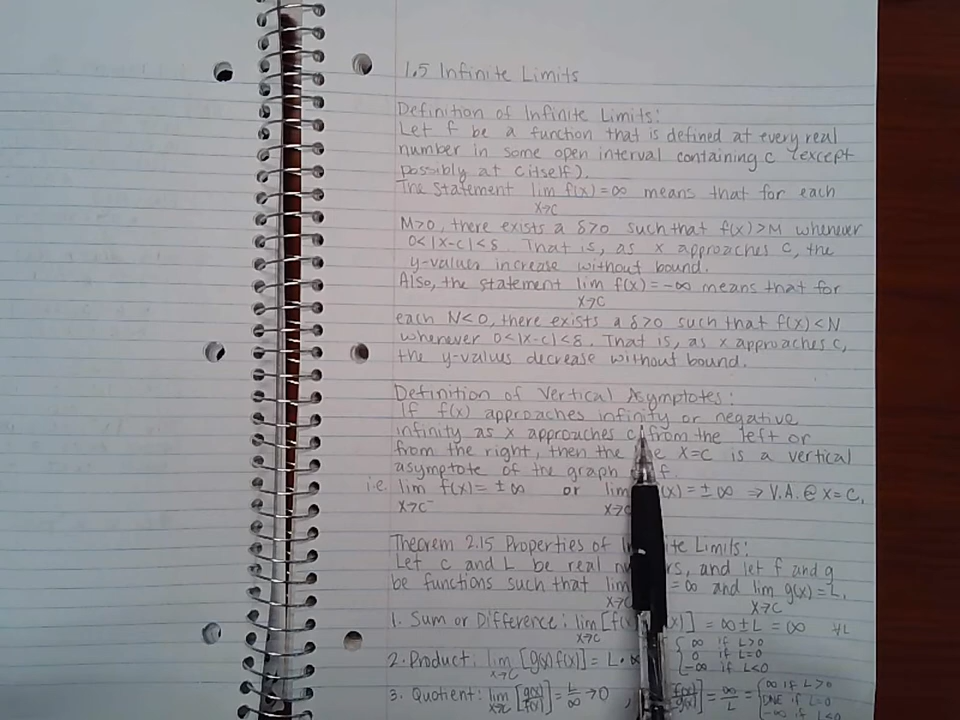 1.5 Infinite Limits
Definition of Infinite Limits:
Let f be a function that is defined at every real
number in some open interval containing c (except
possibly at c itself).
The statement lim f(x)=∞ means that for each
x→c
M>0, there exists a δ>0 such that f(x)>M whenever
0<|x-c|<δ. That is, as x approaches c, the
y-values increase without bound.
Also, the statement lim f(x)=-∞ means that for
x→c
each N<0, there exists a δ>0 such that f(x)<N
whenever 0<|x-c|<δ. That is, as x approaches c,
the y-values decrease without bound.
Definition of Vertical Asymptotes:
If f(x) approaches infinity or negative
infinity as x approaches c from the left or
from the right, then the x=c is a vertical
asymptote of the graph f.
i.e. lim f(x)=±∞ or lim (x)=±∞ ⇒ V.A. @ x=c,
x→c⁻ x→c
Theorem 2.15 Properties of Limits:
Let c and L be real and let f and g
be functions such that lim =∞ and lim g(x)=L.
x→c x→c
1. Sum or Difference: lim [f(x) (x)] = ∞±L = ∞ ∀L
x→c
2. Product: lim [g(x)f(x)] = L·∞ { ∞ if L>0
x→c 0 if L=0
-∞ if L<0
3. Quotient: lim [g(x)/f(x)] = L/∞ →0 , [f(x)/g(x)] = ∞/L = { ∞ if L>0
x→c DNE if L=0
-∞ if L<0